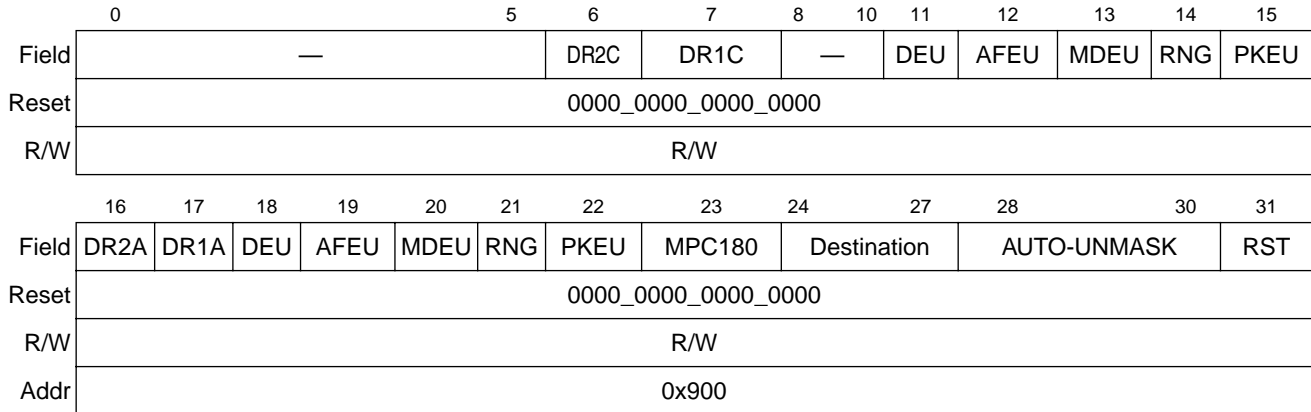 0 5 6 7 8 10 11 12 13 14 15
Field — DR2C DR1C — DEU AFEU MDEU RNG PKEU
Reset 0000_0000_0000_0000
R/W R/W
16 17 18 19 20 21 22 23 24 27 28 30 31
Field DR2A DR1A DEU AFEU MDEU RNG PKEU MPC180 Destination AUTO-UNMASK RST
Reset 0000_0000_0000_0000
R/W R/W
Addr 0x900